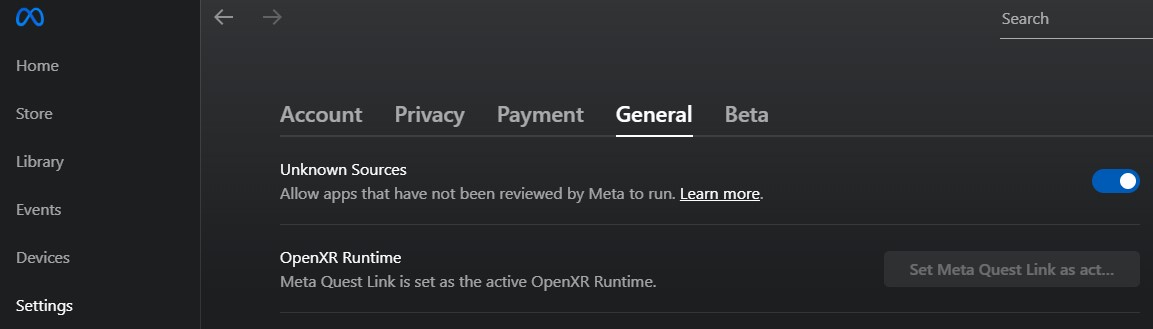 Search
Home
Store
Library
Events
Devices
Settings
Account Privacy Payment General Beta
Unknown Sources
Allow apps that have not been reviewed by Meta to run. Learn more.
OpenXR Runtime
Meta Quest Link is set as the active OpenXR Runtime.
Set Meta Quest Link as act...